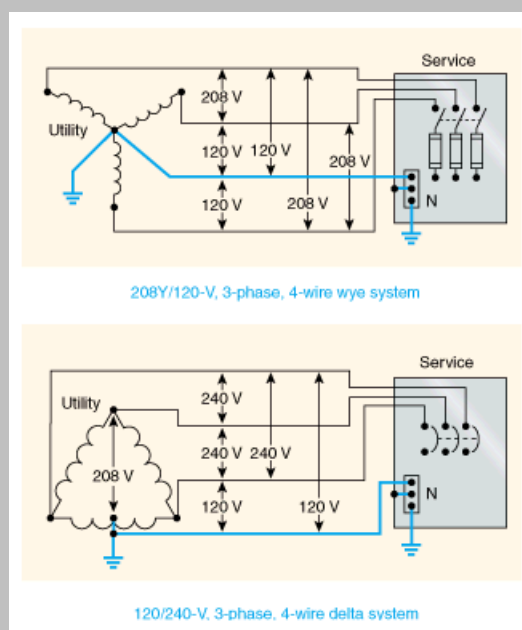 Service
208 V
Utility
120 V 120 V
208 V
120 V
208 V
N
208Y/120-V, 3-phase, 4-wire wye system
Service
Utility
240 V
240 V 240 V
208 V
120 V
120 V
N
120/240-V, 3-phase, 4-wire delta system